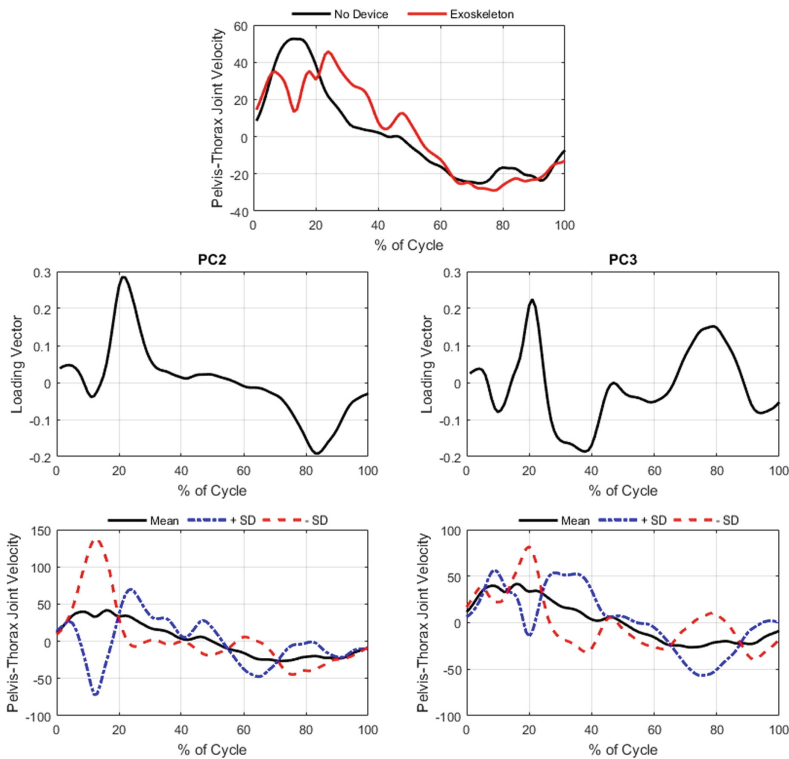 No Device Exoskeleton
Pelvis-Thorax Joint Velocity
60
40
20
0
-20
-40
0 20 40 60 80 100
% of Cycle
PC2
Loading Vector
0.3
0.2
0.1
0
-0.1
-0.2
0 20 40 60 80 100
% of Cycle
PC3
Loading Vector
0.3
0.2
0.1
0
-0.1
-0.2
0 20 40 60 80 100
% of Cycle
Mean + SD - SD
Pelvis-Thorax Joint Velocity
150
100
50
0
-50
-100
0 20 40 60 80 100
% of Cycle
Mean + SD - SD
Pelvis-Thorax Joint Velocity
100
50
0
-50
-100
0 20 40 60 80 100
% of Cycle